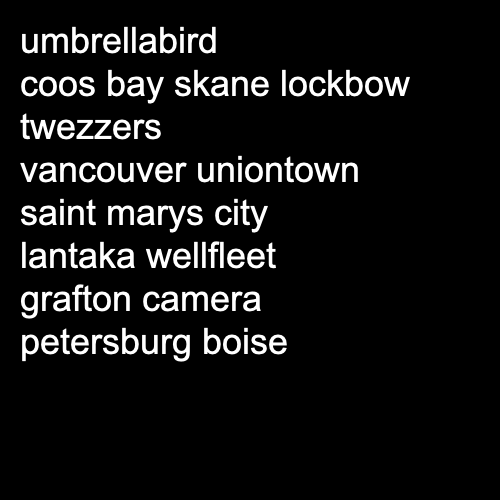 umbrellabird
coos bay skane lockbow
twezzers
vancouver uniontown
saint marys city
lantaka wellfleet
grafton camera
petersburg boise